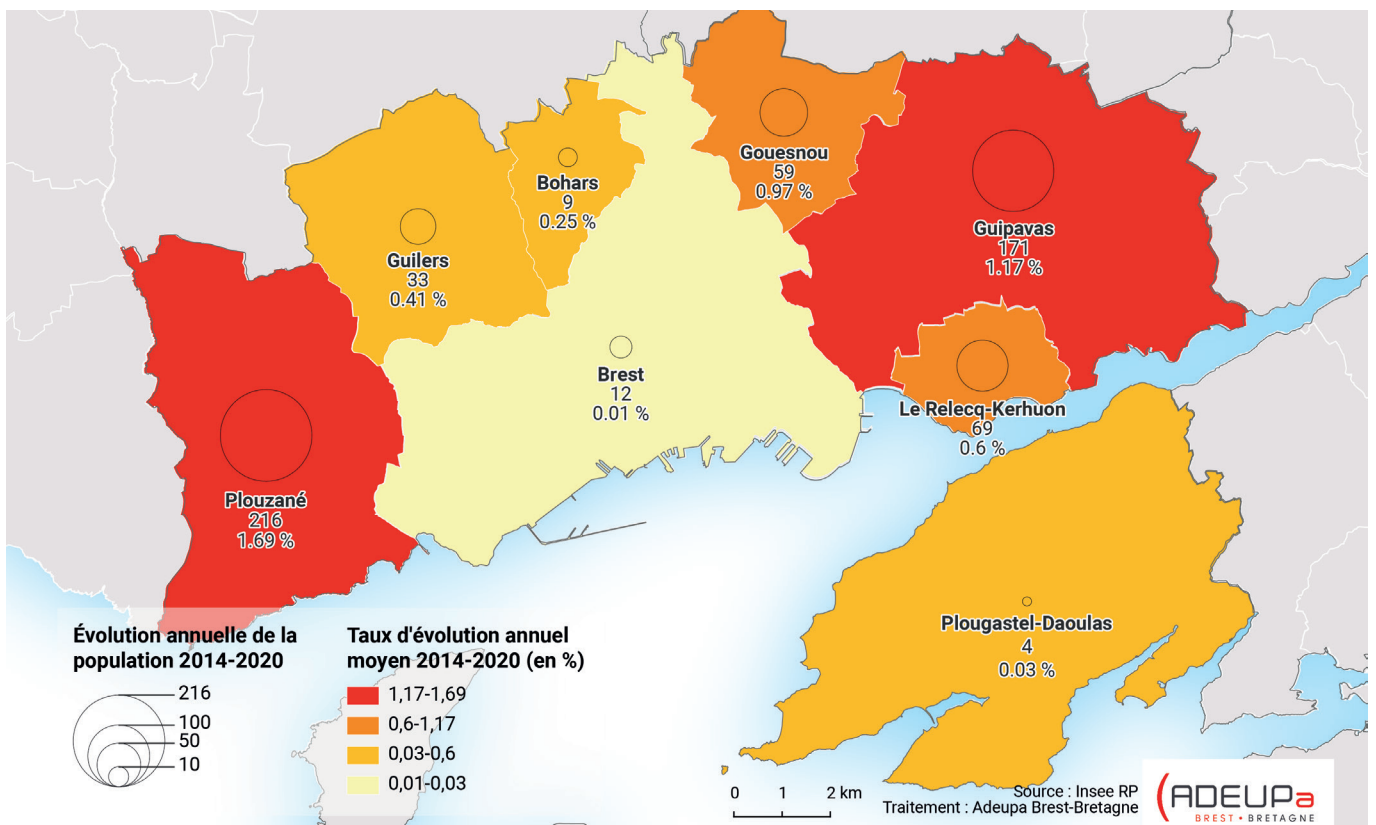 Gouesnou
59
0.97 %
Bohars
9
0.25 %
Guipavas
171
1.17 %
Guilers
33
0.41 %
Brest
12
0.01 %
Le Relecq-Kerhuon
69
0.6 %
Plouzané
216
1.69 %
Plougastel-Daoulas
4
0.03 %
Évolution annuelle de la
population 2014-2020
216
100
50
10
Taux d'évolution annuel
moyen 2014-2020 (en %)
1,17-1,69
0,6-1,17
0,03-0,6
0,01-0,03
0 1 2 km
Source : Insee RP
Traitement : Adeupa Brest-Bretagne
ADEUPa
BREST • BRETAGNE